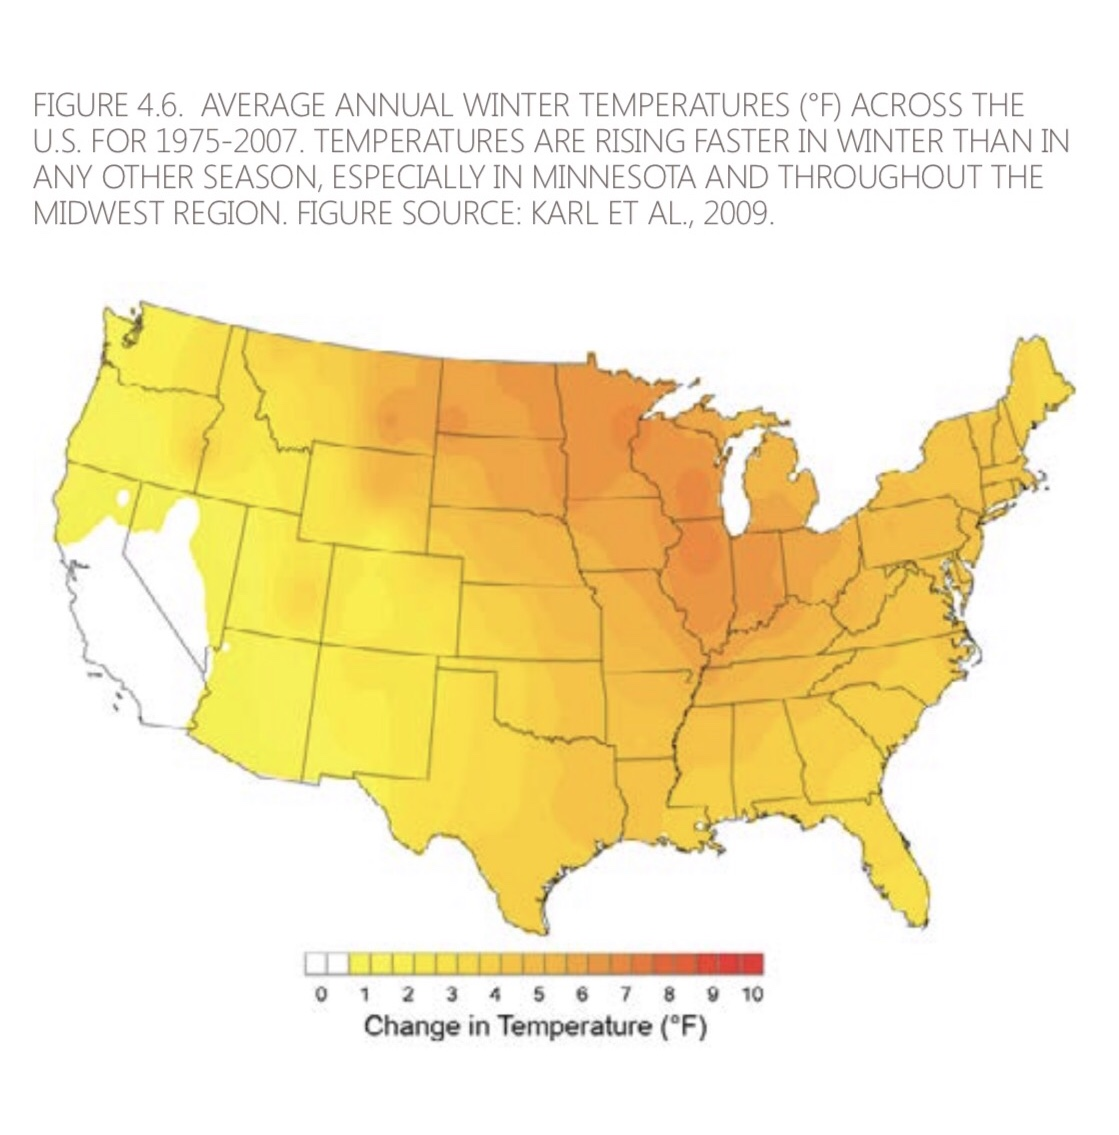 FIGURE 4.6. AVERAGE ANNUAL WINTER TEMPERATURES (°F) ACROSS THE
U.S. FOR 1975-2007. TEMPERATURES ARE RISING FASTER IN WINTER THAN IN
ANY OTHER SEASON, ESPECIALLY IN MINNESOTA AND THROUGHOUT THE
MIDWEST REGION. FIGURE SOURCE: KARL ET AL., 2009.
0 1 2 3 4 5 6 7 8 9 10
Change in Temperature (°F)